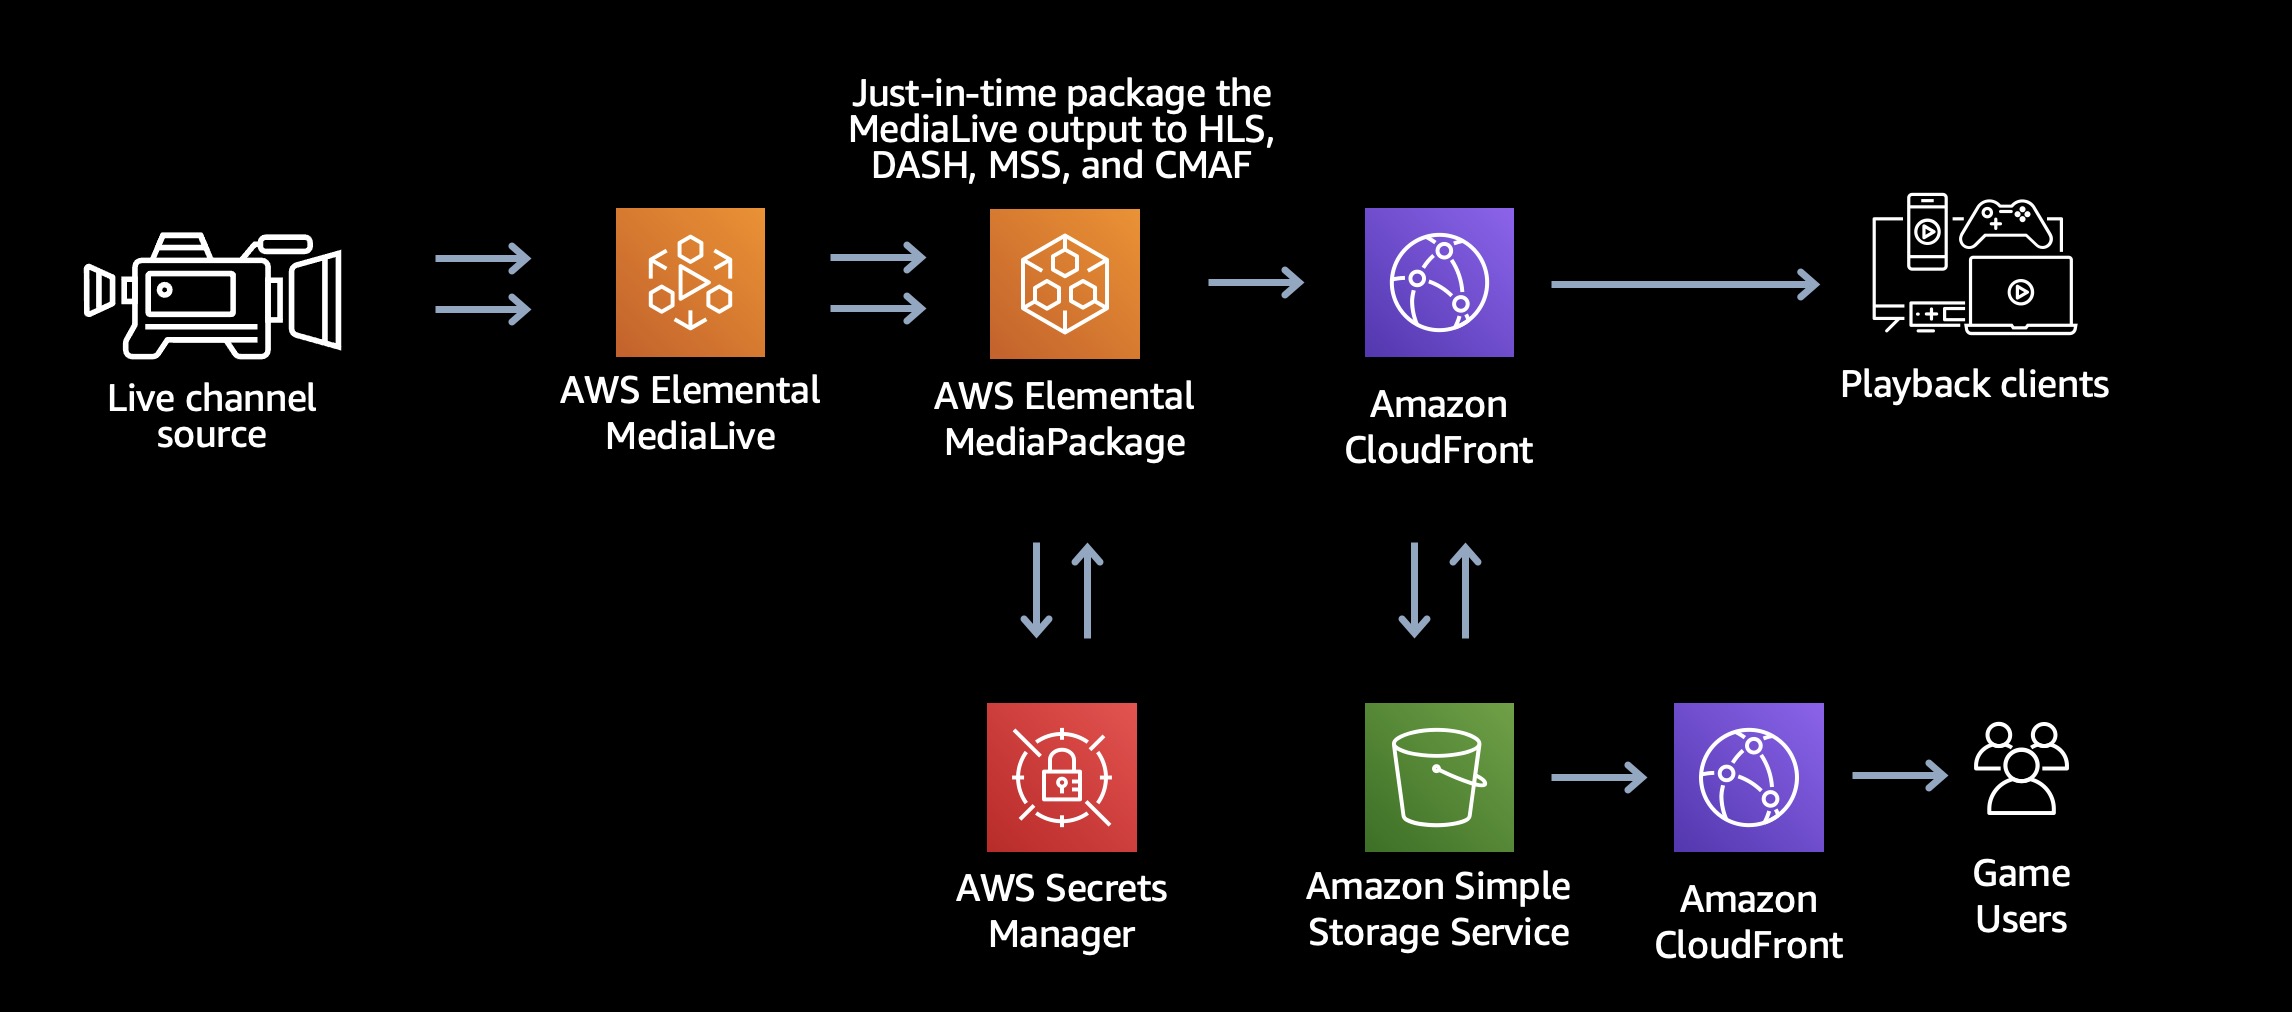 Just-in-time package the
MediaLive output to HLS,
DASH, MSS, and CMAF
Live channel
source
AWS Elemental
MediaLive
AWS Elemental
MediaPackage
Amazon
CloudFront
Playback clients
AWS Secrets
Manager
Amazon Simple
Storage Service
Amazon
CloudFront
Game
Users